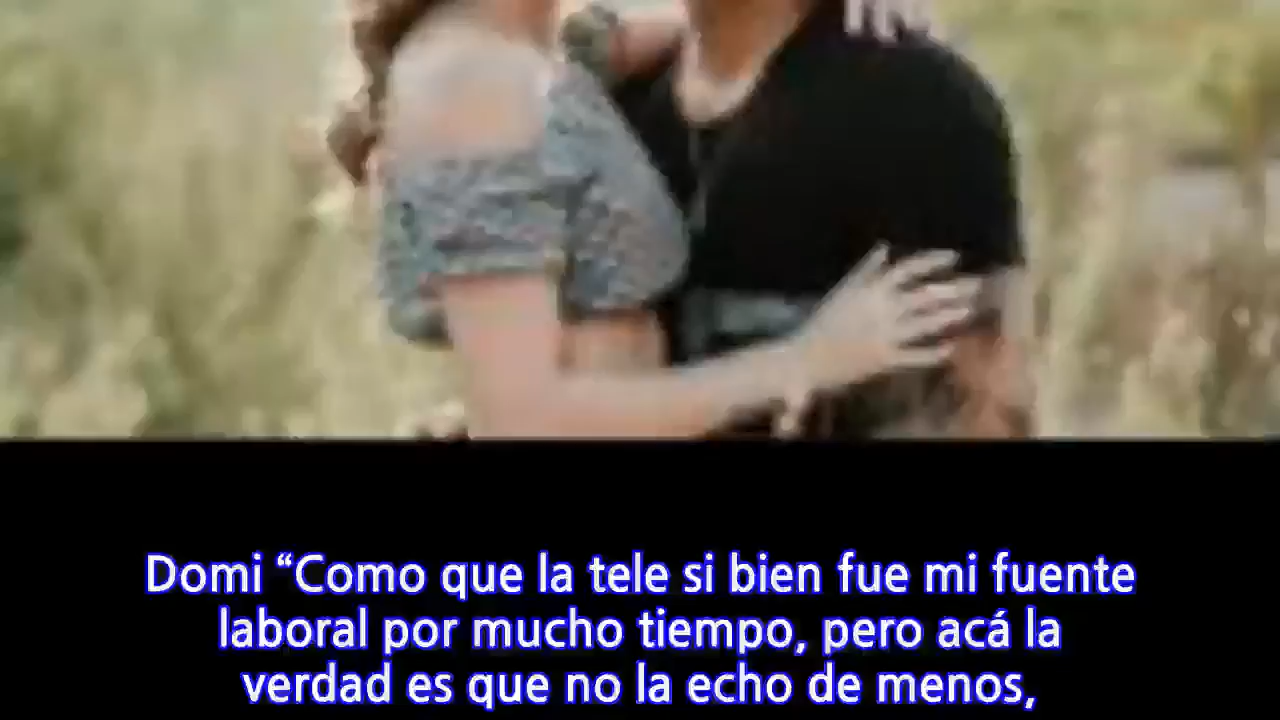 Domi “Como que la tele si bien fue mi fuente
laboral por mucho tiempo, pero acá la
verdad es que no la echo de menos,